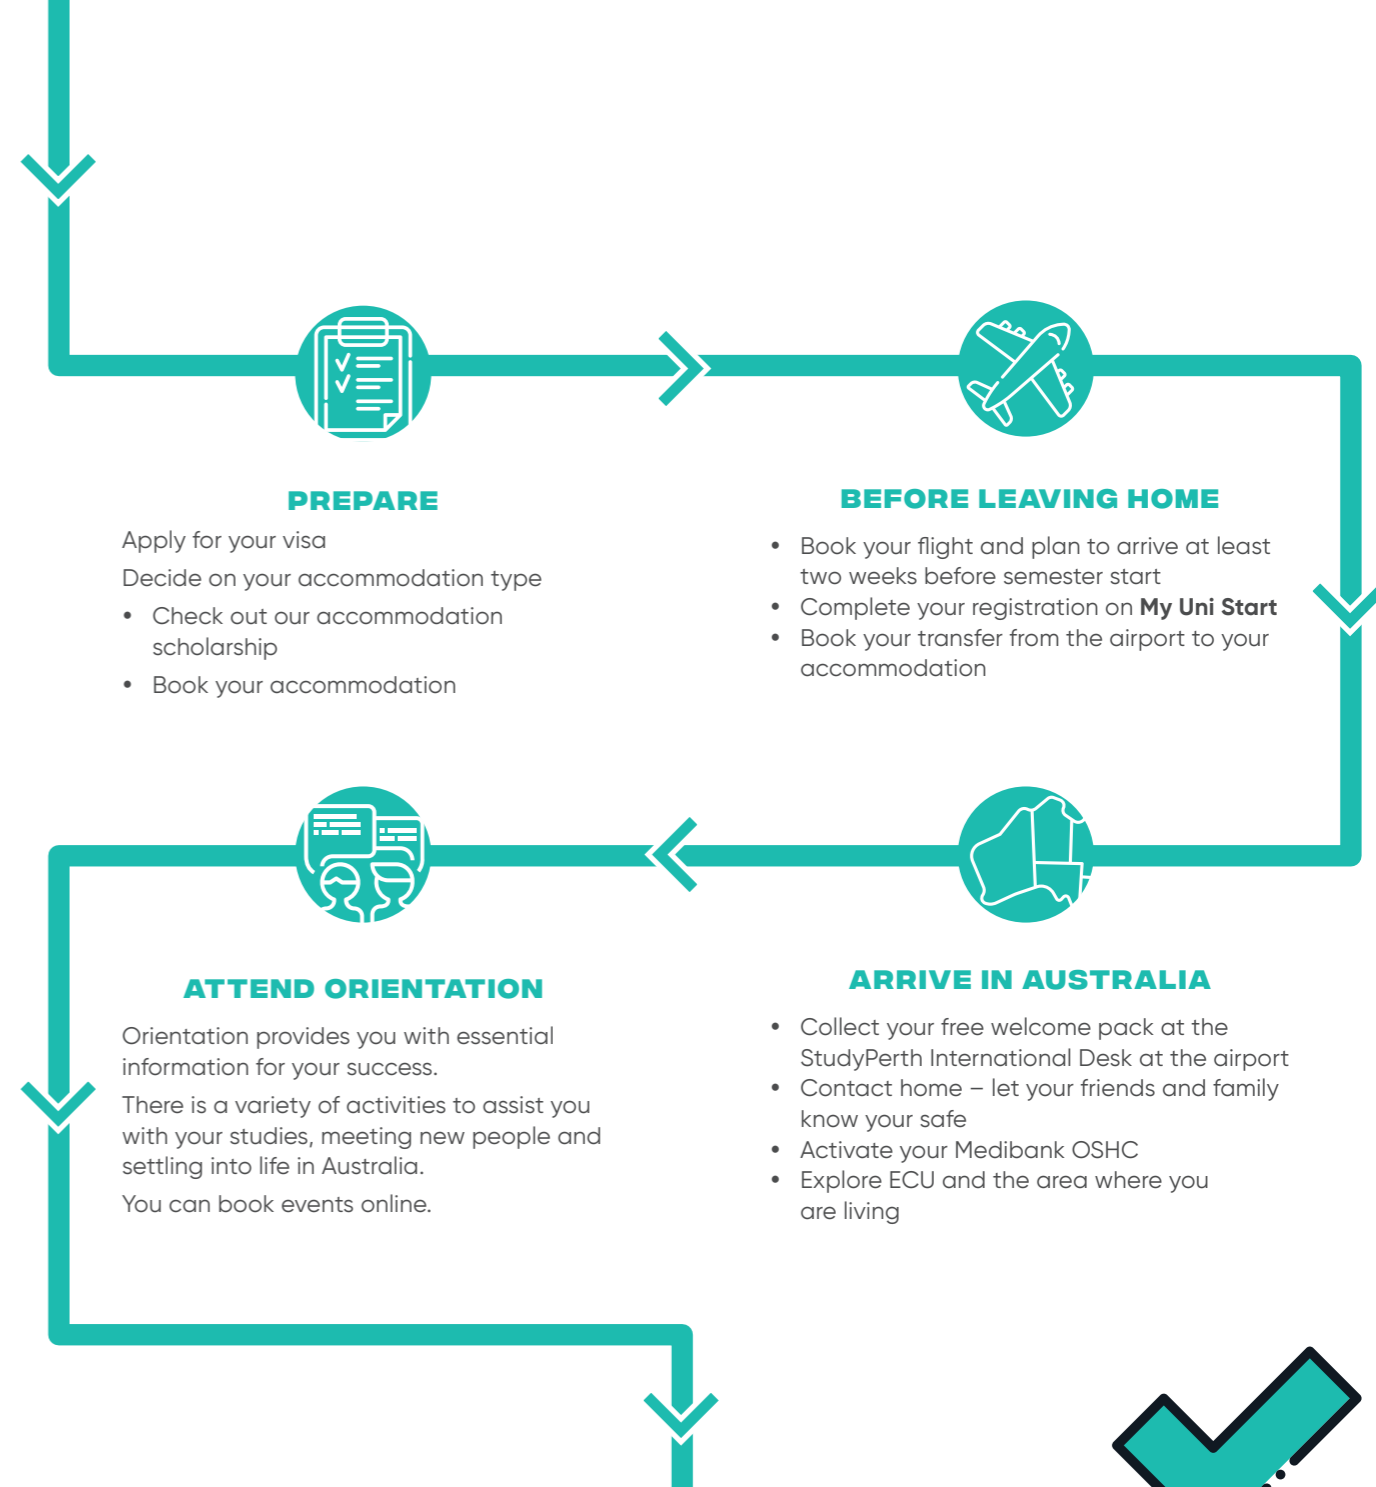 PREPARE
Apply for your visa
Decide on your accommodation type
• Check out our accommodation
scholarship
• Book your accommodation
BEFORE LEAVING HOME
• Book your flight and plan to arrive at least
two weeks before semester start
• Complete your registration on My Uni Start
• Book your transfer from the airport to your
accommodation
ARRIVE IN AUSTRALIA
• Collect your free welcome pack at the
StudyPerth International Desk at the airport
• Contact home – let your friends and family
know your safe
• Activate your Medibank OSHC
• Explore ECU and the area where you
are living
ATTEND ORIENTATION
Orientation provides you with essential
information for your success.
There is a variety of activities to assist you
with your studies, meeting new people and
settling into life in Australia.
You can book events online.